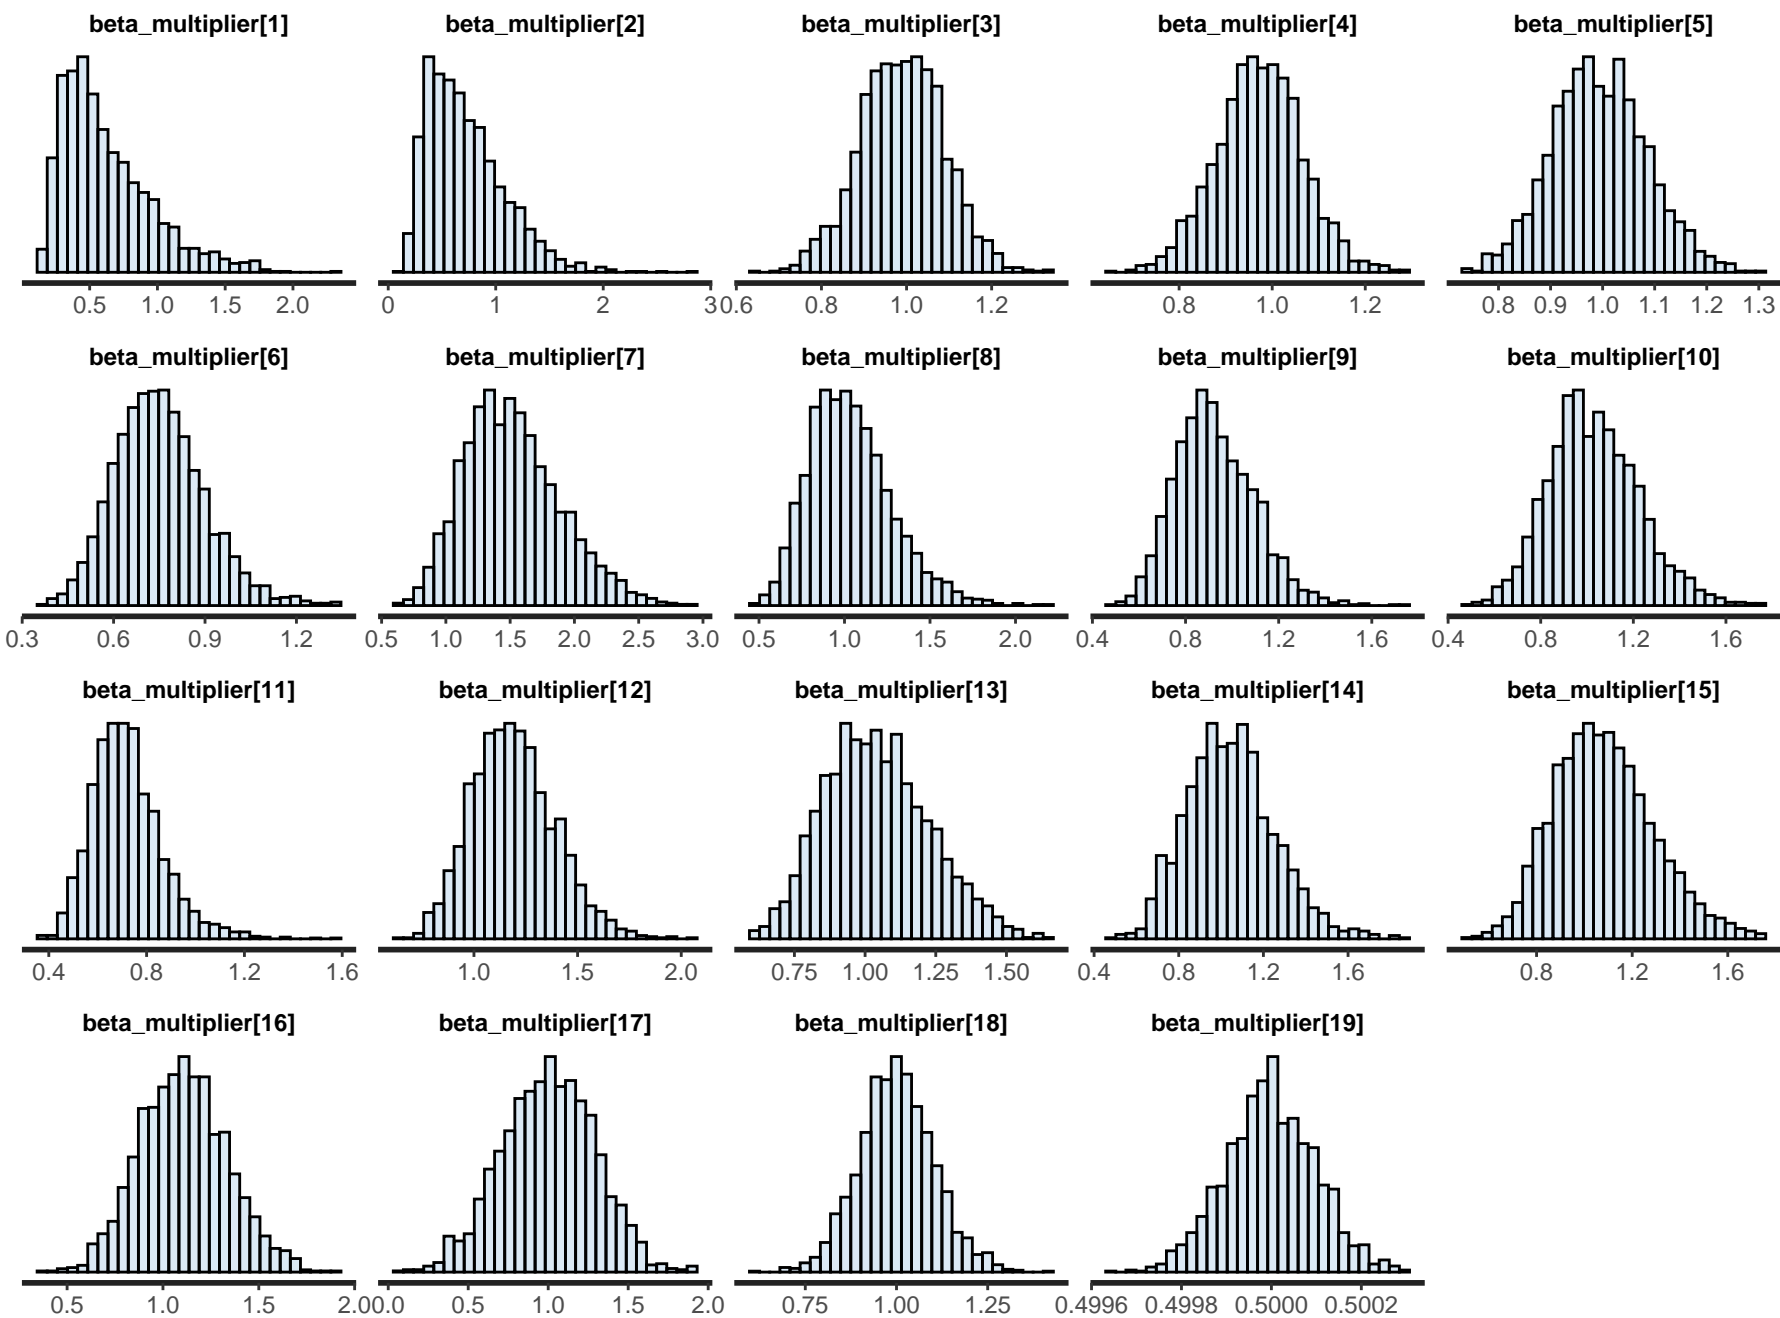 beta_multiplier[1] beta_multiplier[2] beta_multiplier[3] beta_multiplier[4] beta_multiplier[5]
0.5 1.0 1.5 2.0 0 1 2 3 0.6 0.8 1.0 1.2 0.8 1.0 1.2 0.8 0.9 1.0 1.1 1.2 1.3
beta_multiplier[6] beta_multiplier[7] beta_multiplier[8] beta_multiplier[9] beta_multiplier[10]
0.3 0.6 0.9 1.2 0.5 1.0 1.5 2.0 2.5 3.0 0.5 1.0 1.5 2.0 0.4 0.8 1.2 1.6 0.4 0.8 1.2 1.6
beta_multiplier[11] beta_multiplier[12] beta_multiplier[13] beta_multiplier[14] beta_multiplier[15]
0.4 0.8 1.2 1.6 1.0 1.5 2.0 0.75 1.00 1.25 1.50 0.4 0.8 1.2 1.6 0.8 1.2 1.6
beta_multiplier[16] beta_multiplier[17] beta_multiplier[18] beta_multiplier[19]
0.5 1.0 1.5 2.0 0.0 0.5 1.0 1.5 2.0 0.75 1.00 1.25 0.4996 0.4998 0.5000 0.5002